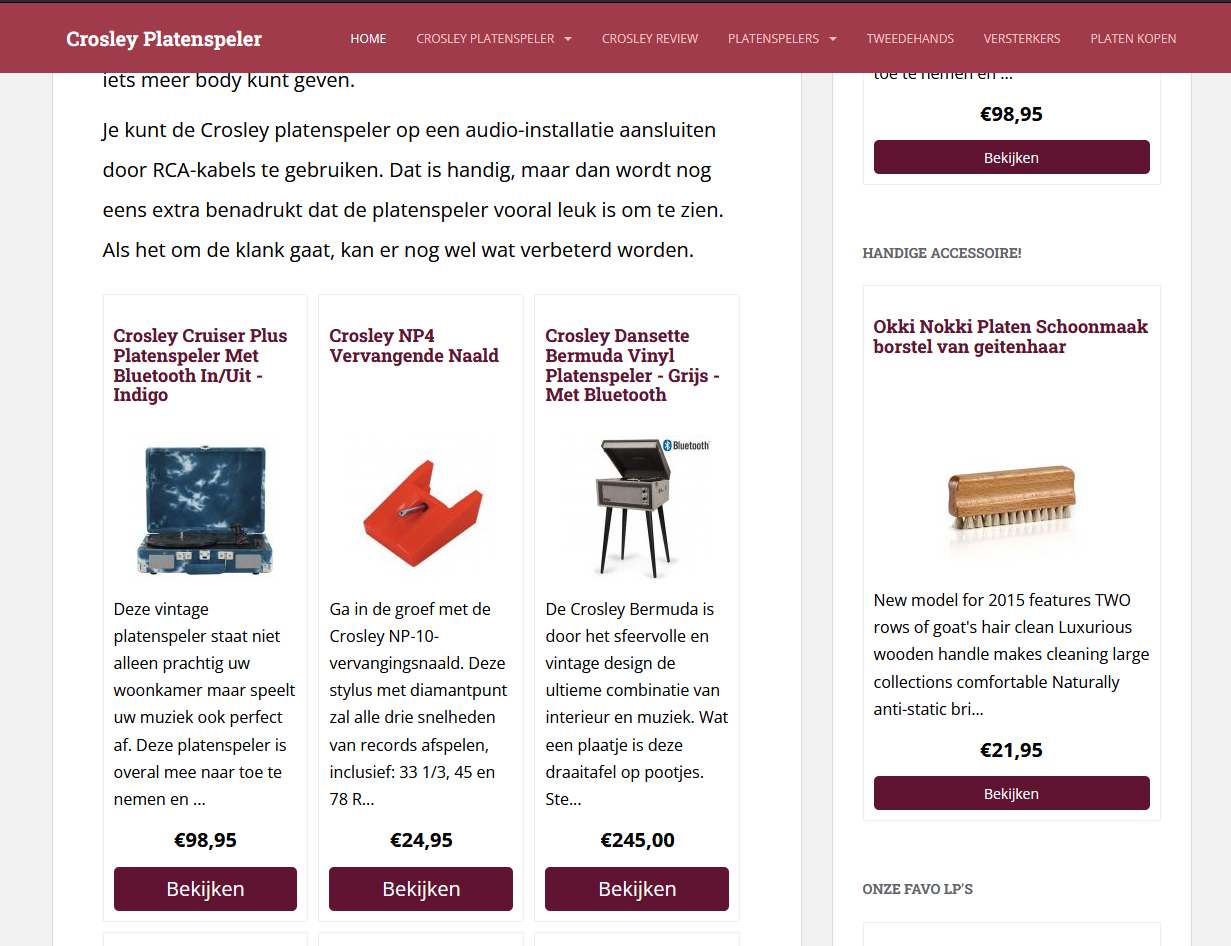 Crosley Platenspeler
HOME
CROSLEY PLATENSPELER
CROSLEY REVIEW
PLATENSPELERS
TWEEDEHANDS
VERSTERKERS
PLATEN KOPEN
iets meer body kunt geven.
Je kunt de Crosley platenspeler op een audio-installatie aansluiten
door RCA-kabels te gebruiken. Dat is handig, maar dan wordt nog
eens extra benadrukt dat de platenspeler vooral leuk is om te zien.
Als het om de klank gaat, kan er nog wel wat verbeterd worden.
Crosley Cruiser Plus
Platenspeler Met
Bluetooth In/Uit -
Indigo
Deze vintage
platenspeler staat niet
alleen prachtig uw
woonkamer maar speelt
uw muziek ook perfect
af. Deze platenspeler is
overal mee naar toe te
nemen en ...
€98,95
Bekijken
Crosley NP4
Vervangende Naald
Ga in de groef met de
Crosley NP-10-
vervangingsnaald. Deze
stylus met diamantpunt
zal alle drie snelheden
van records afspelen,
inclusief: 33 1/3, 45 en
78 R...
€24,95
Bekijken
Crosley Dansette
Bermuda Vinyl
Platenspeler - Grijs -
Met Bluetooth
Bluetooth
De Crosley Bermuda is
door het sfeervolle en
vintage design de
ultieme combinatie van
interieur en muziek. Wat
een plaatje is deze
draaitafel op pootjes.
Ste...
€245,00
Bekijken
toe te nemen en ...
€98,95
Bekijken
HANDIGE ACCESSOIRE!
Okki Nokki Platen Schoonmaak
borstel van geitenhaar
New model for 2015 features TWO
rows of goat's hair clean Luxurious
wooden handle makes cleaning large
collections comfortable Naturally
anti-static bri...
€21,95
Bekijken
ONZE FAVO LP'S